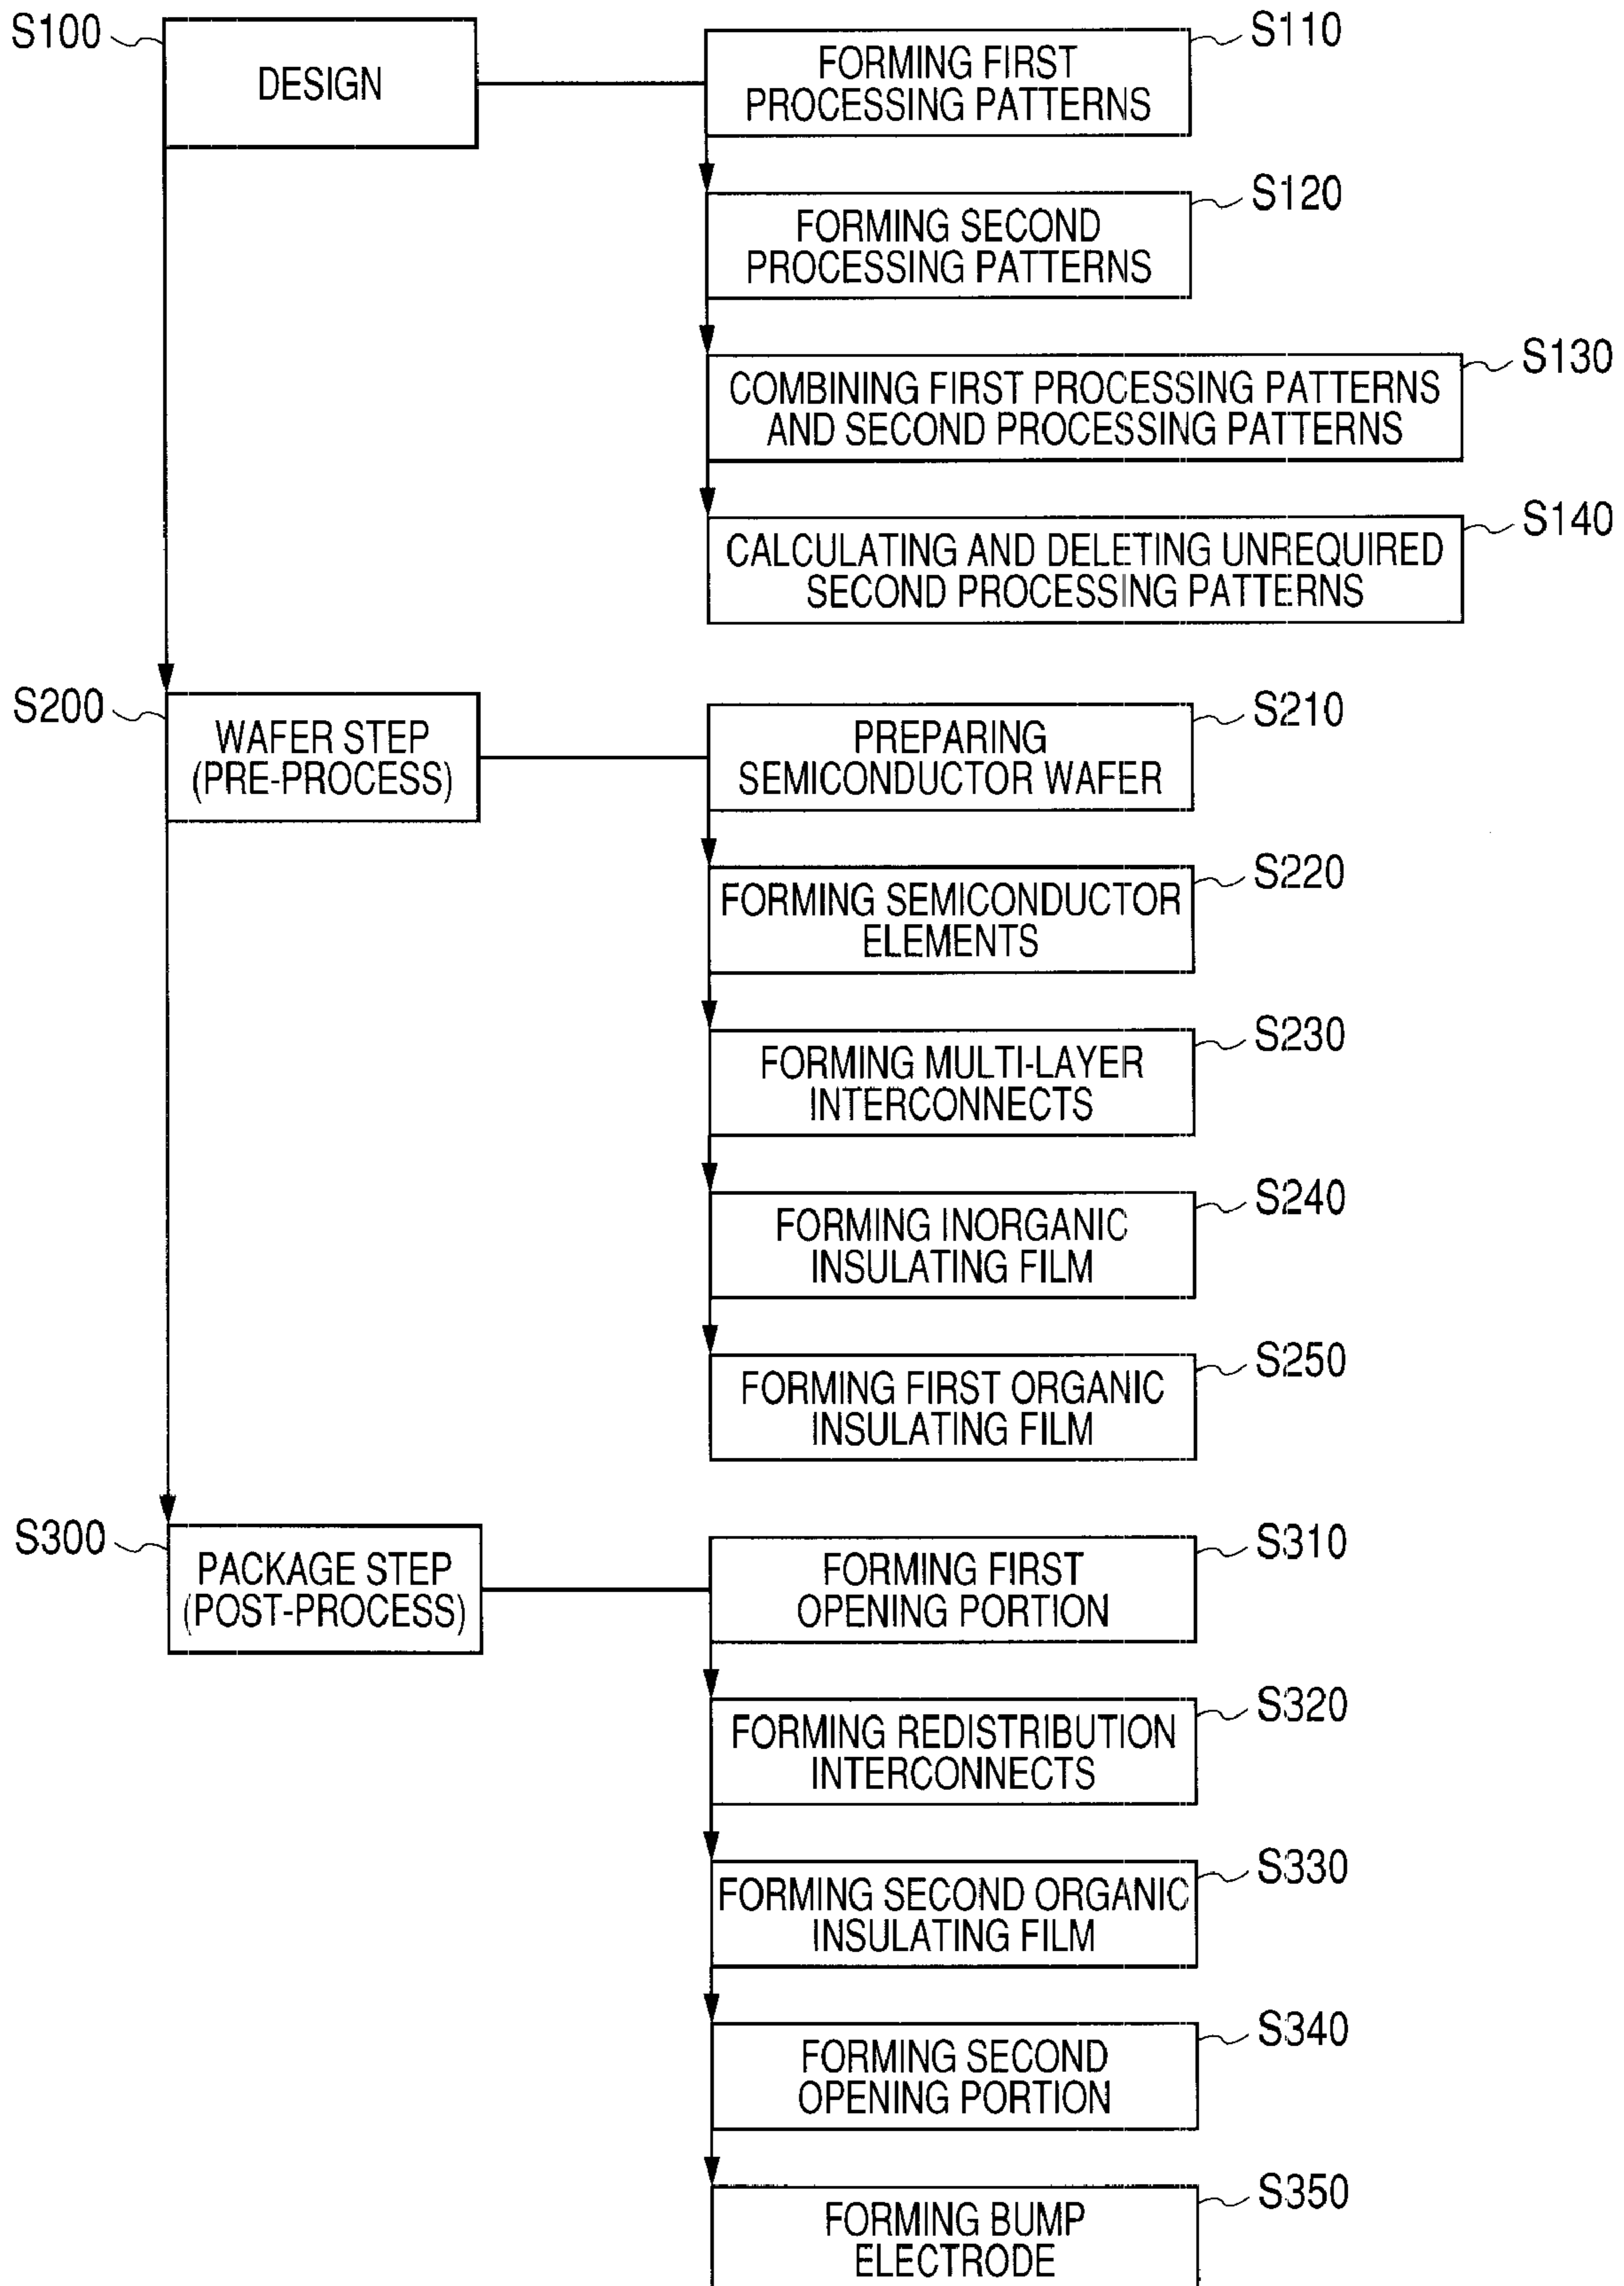 S100
DESIGN
S110
FORMING FIRST
PROCESSING PATTERNS
S120
FORMING SECOND
PROCESSING PATTERNS
S130
COMBINING FIRST PROCESSING PATTERNS
AND SECOND PROCESSING PATTERNS
S140
CALCULATING AND DELETING UNREQUIRED
SECOND PROCESSING PATTERNS
S200
WAFER STEP
(PRE-PROCESS)
S210
PREPARING
SEMICONDUCTOR WAFER
S220
FORMING SEMICONDUCTOR
ELEMENTS
S230
FORMING MULTI-LAYER
INTERCONNECTS
S240
FORMING INORGANIC
INSULATING FILM
S250
FORMING FIRST ORGANIC
INSULATING FILM
S300
PACKAGE STEP
(POST-PROCESS)
S310
FORMING FIRST
OPENING PORTION
S320
FORMING REDISTRIBUTION
INTERCONNECTS
S330
FORMING SECOND ORGANIC
INSULATING FILM
S340
FORMING SECOND
OPENING PORTION
S350
FORMING BUMP
ELECTRODE